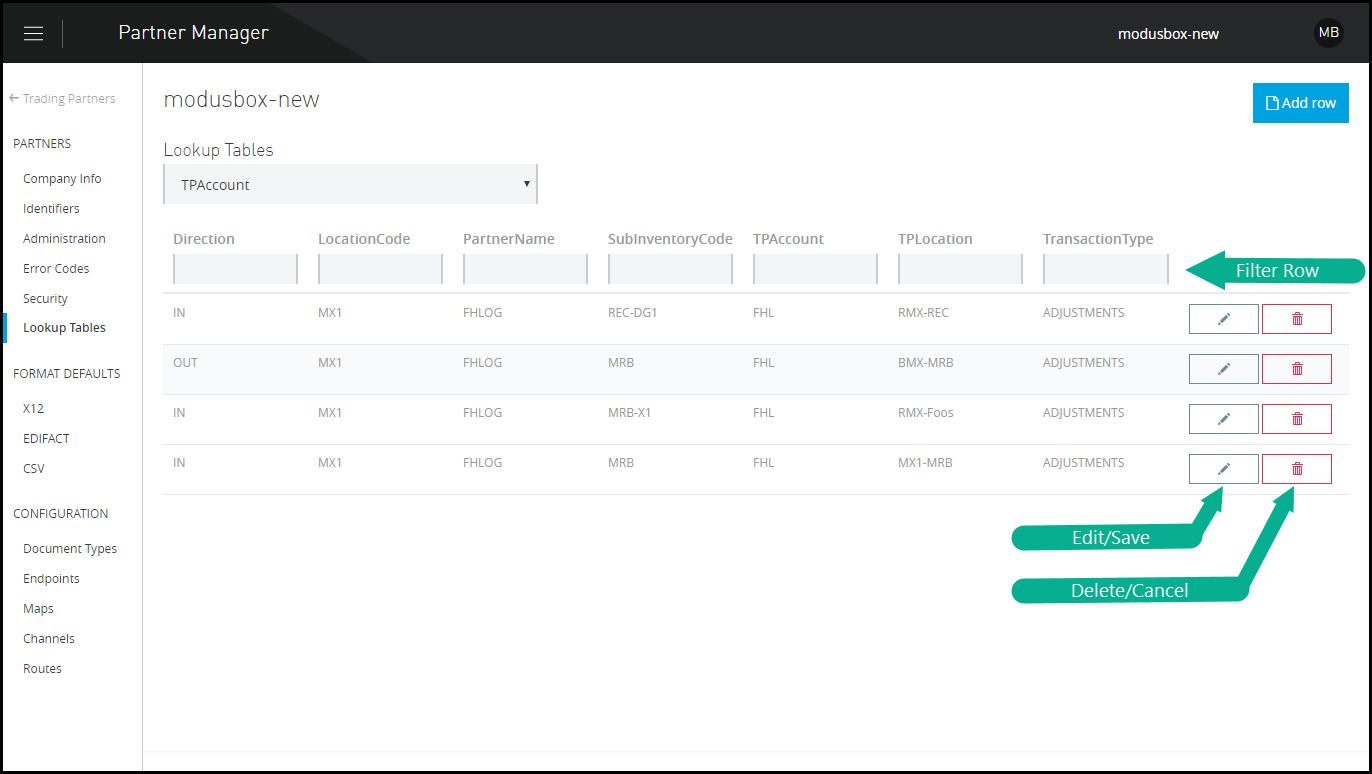 Partner Manager
modusbox-new
MB
Trading Partners
PARTNERS
Company Info
Identifiers
Administration
Error Codes
Security
Lookup Tables
FORMAT DEFAULTS
X12
EDIFACT
CSV
CONFIGURATION
Document Types
Endpoints
Maps
Channels
Routes
modusbox-new
Add row
Lookup Tables
TPAccount
Direction LocationCode PartnerName SubInventoryCode TPAccount TPLocation TransactionType
Filter Row
IN MX1 FHLOG REC-DG1 FHL RMX-REC ADJUSTMENTS
OUT MX1 FHLOG MRB FHL BMX-MRB ADJUSTMENTS
IN MX1 FHLOG MRB-X1 FHL RMX-Foos ADJUSTMENTS
IN MX1 FHLOG MRB FHL MX1-MRB ADJUSTMENTS
Edit/Save
Delete/Cancel